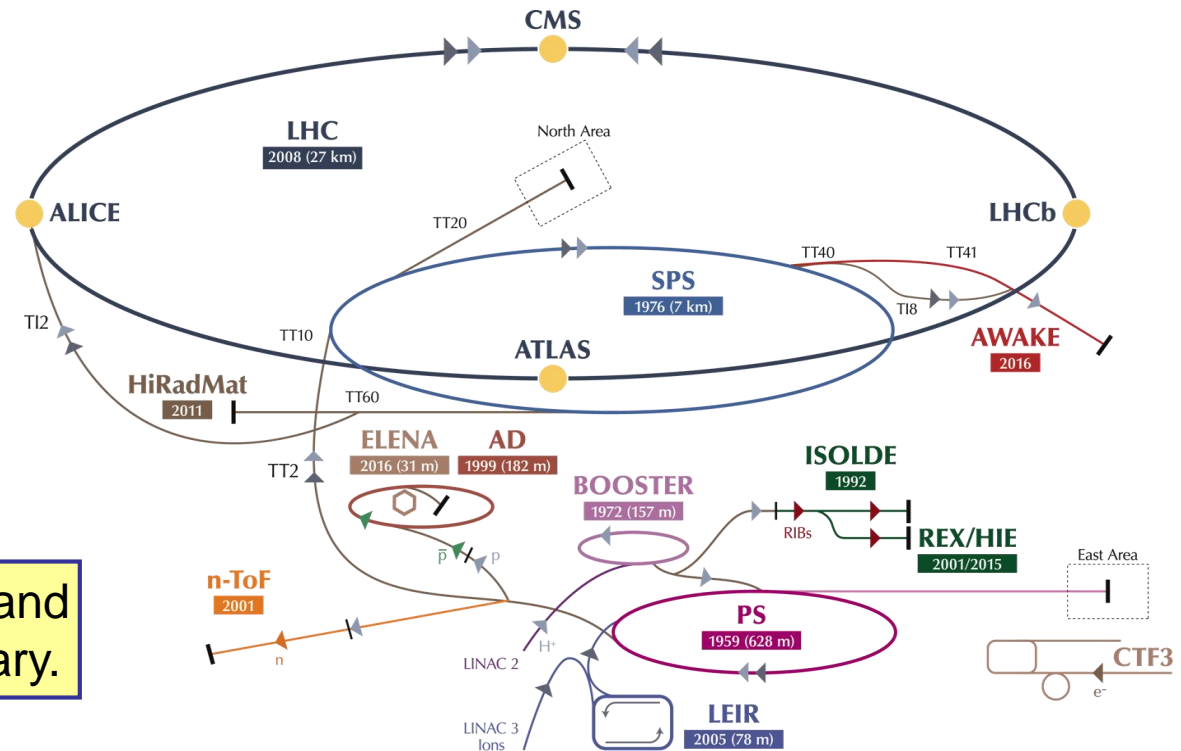 CMS
LHC
2008 (27 km)
North Area
ALICE
LHCb
TT20
TT40
TT41
SPS
1976 (7 km)
TI8
TI2
TT10
ATLAS
AWAKE
2016
HiRadMat
2011
TT60
ELENA
2016 (31 m)
AD
1999 (182 m)
TT2
ISOLDE
1992
BOOSTER
1972 (157 m)
RIBs
REX/HIE
2001/2015
p̅
p
East Area
and
ary.
n-ToF
2001
n
PS
1959 (628 m)
H⁺
LINAC 2
CTF3
e⁻
LEIR
2005 (78 m)
LINAC 3
Ions